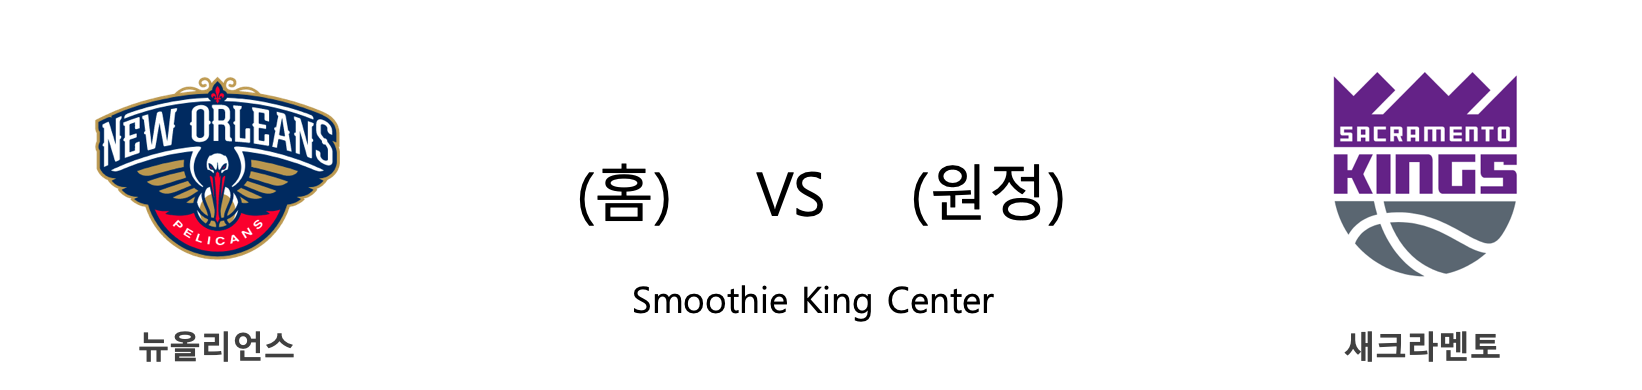 NEW ORLEANS
PELICANS
(홈) VS (원정)
SACRAMENTO
KINGS
Smoothie King Center
뉴올리언스
새크라멘토